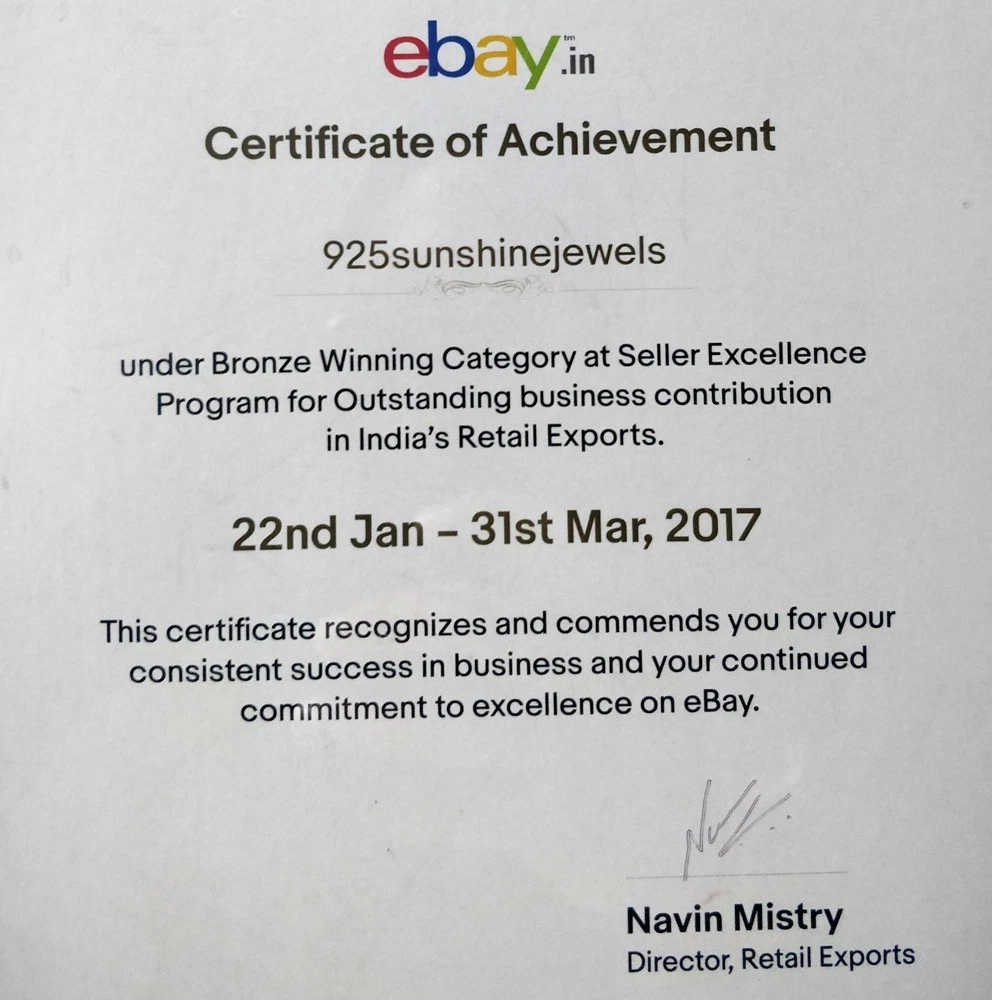 ebay.in™
Certificate of Achievement
925sunshinejewels
under Bronze Winning Category at Seller Excellence
Program for Outstanding business contribution
in India's Retail Exports.
22nd Jan – 31st Mar, 2017
This certificate recognizes and commends you for your
consistent success in business and your continued
commitment to excellence on eBay.
Navin Mistry
Director, Retail Exports